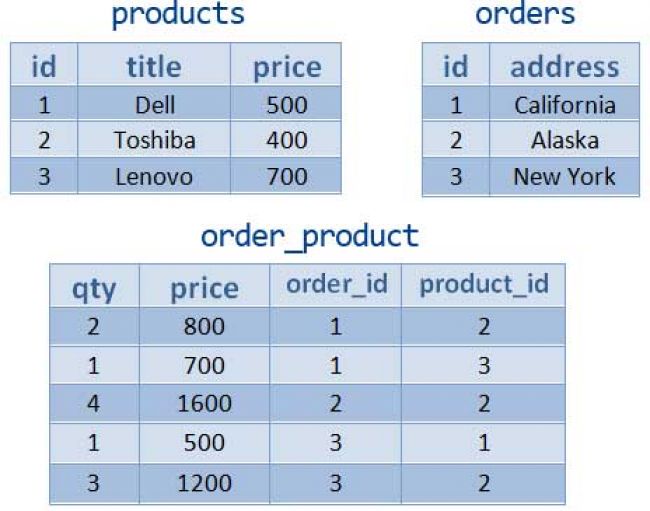 products
id title price
1 Dell 500
2 Toshiba 400
3 Lenovo 700
orders
id address
1 California
2 Alaska
3 New York
order_product
qty price order_id product_id
2 800 1 2
1 700 1 3
4 1600 2 2
1 500 3 1
3 1200 3 2